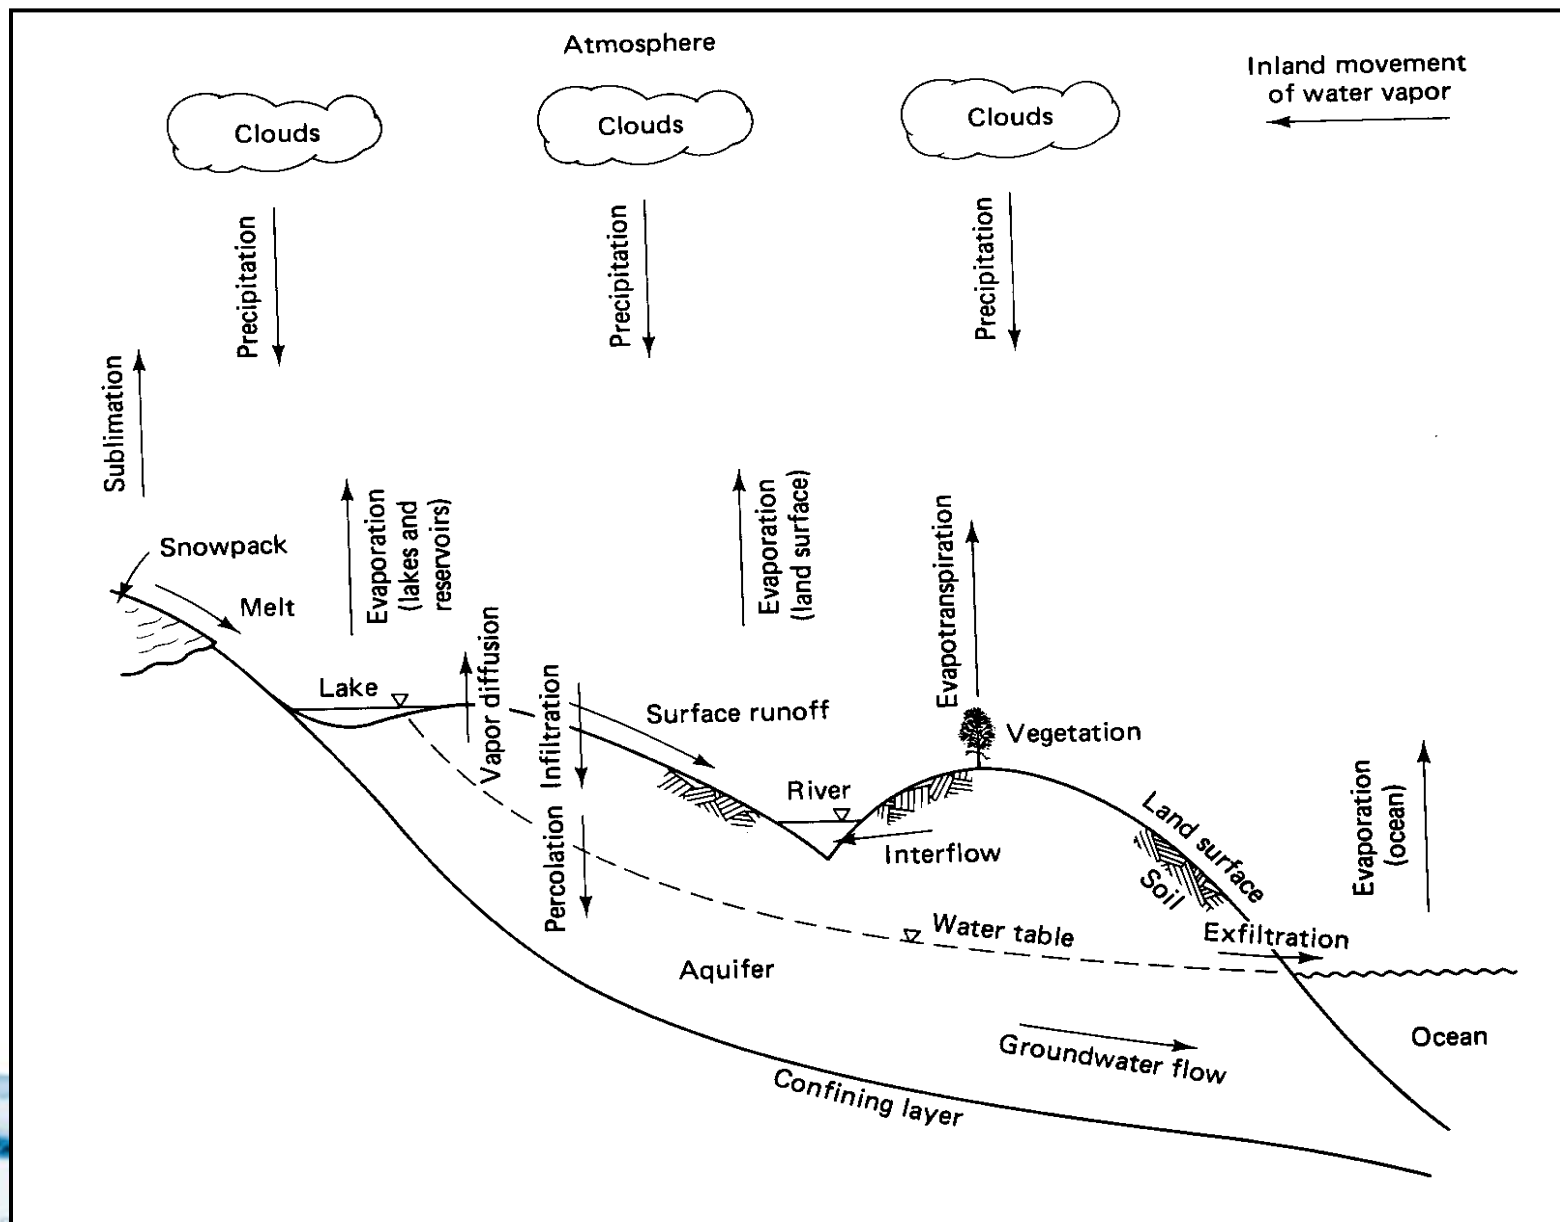 Atmosphere
Inland movement
of water vapor
Clouds
Clouds
Clouds
Precipitation
Precipitation
Precipitation
Sublimation
Snowpack
Melt
Evaporation
(lakes and
reservoirs)
Evaporation
(land surface)
Evapotranspiration
Lake
Vapor diffusion
Infiltration
Surface runoff
Vegetation
River
Percolation
Interflow
Land surface
Soil
Evaporation
(ocean)
Water table
Exfiltration
Aquifer
Groundwater flow
Ocean
Confining layer